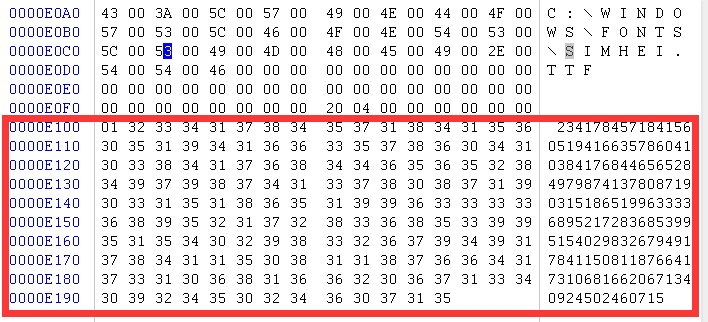 0000E0A0 43 00 3A 00 5C 00 57 00 49 00 4E 00 44 00 4F 00 C:\WINDO
0000E0B0 57 00 53 00 5C 00 46 00 4F 00 4E 00 54 00 53 00 WS\FONTS
0000E0C0 5C 00 53 00 49 00 4D 00 48 00 45 00 49 00 2E 00 \SIMHEI.
0000E0D0 54 00 54 00 46 00 00 00 00 00 00 00 00 00 00 00 TTF
0000E0E0 00 00 00 00 00 00 00 00 00 00 00 00 00 00 00 00
0000E0F0 00 00 00 00 00 00 00 00 20 04 00 00 00 00 00 00
0000E100 01 32 33 34 31 37 38 34 35 37 31 38 34 31 35 36 234178457184156
0000E110 30 35 31 39 34 31 36 36 33 35 37 38 36 30 34 31 0519416635786041
0000E120 30 33 38 34 31 37 36 38 34 34 36 35 36 35 32 38 0384176844656528
0000E130 34 39 37 39 38 37 34 31 33 37 38 30 38 37 31 39 4979874137808719
0000E140 30 33 31 35 31 38 36 35 31 39 39 36 33 33 33 33 0315186519963333
0000E150 36 38 39 35 32 31 37 32 38 33 36 38 35 33 39 39 6895217283685399
0000E160 35 31 35 34 30 32 39 38 33 32 36 37 39 34 39 31 5154029832679491
0000E170 37 38 34 31 31 35 30 38 31 31 38 37 36 36 34 31 7841150811876641
0000E180 37 33 31 30 36 38 31 36 36 32 30 36 37 31 33 34 7310681662067134
0000E190 30 39 32 34 35 30 32 34 36 30 37 31 35 0924502460715